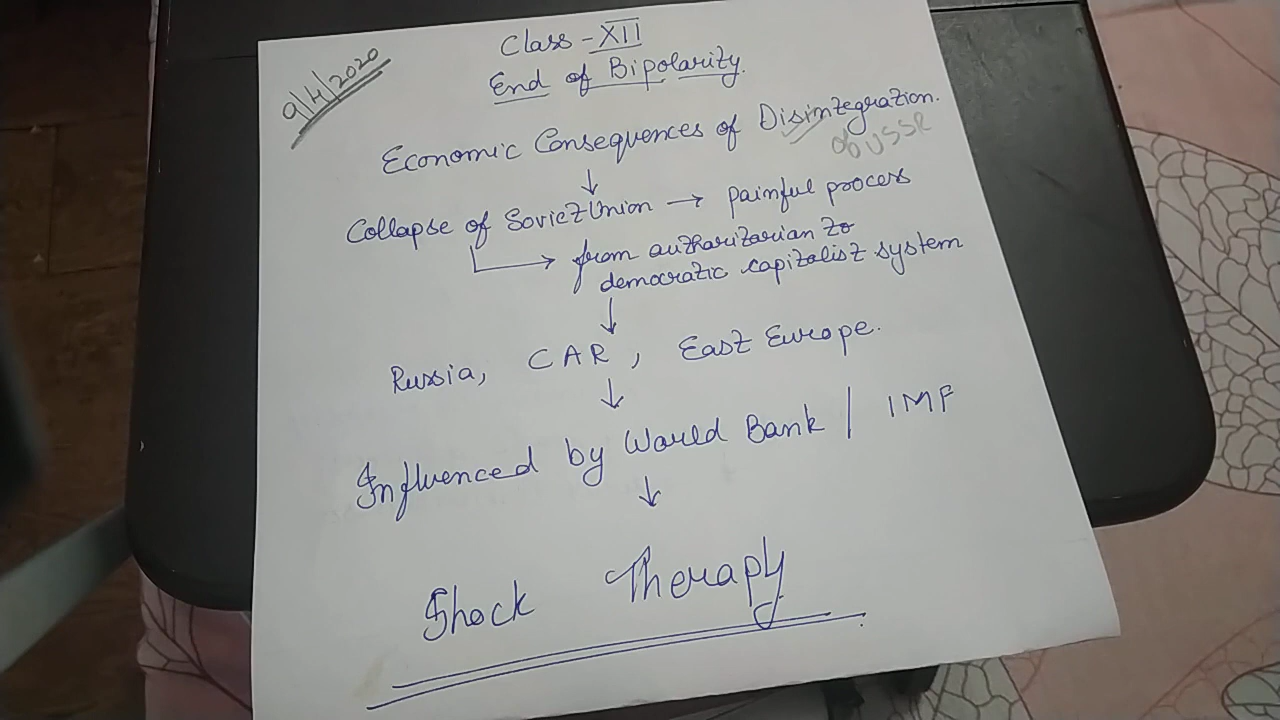 9/4/2020
Class - XII
End of Bipolarity.
Economic Consequences of Disintegration.
of USSR
↓
Collapse of Soviet Union → Painful process
→ from autharitarian to
democratic capitalist system
↓
Russia, CAR, East Europe.
↓
Influenced by World Bank / IMF
↓
Shock Therapy